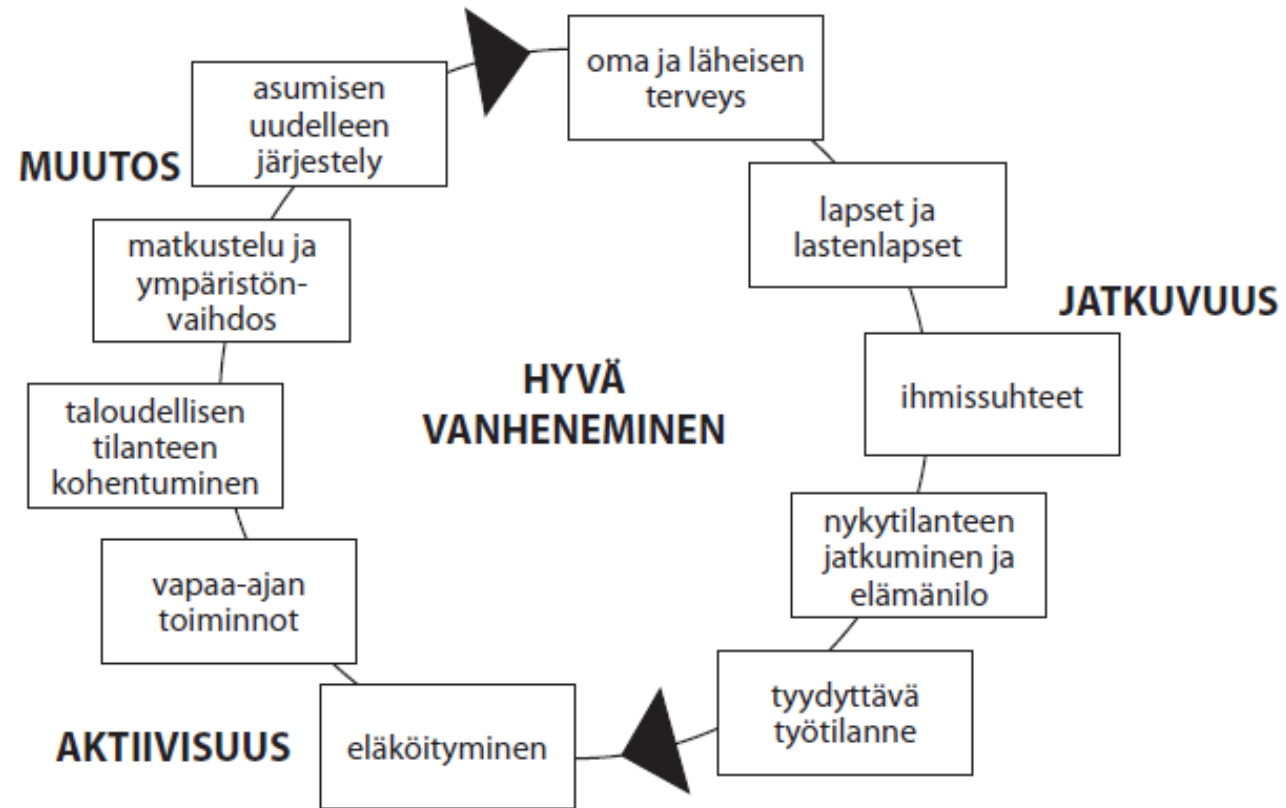 oma ja läheisen
terveys
lapset ja
lastenlapset
JATKUVUUS
ihmissuhteet
nykytilanteen
jatkuminen ja
elämänilo
tyydyttävä
työtilanne
eläköityminen
AKTIIVISUUS
vapaa-ajan
toiminnot
taloudellisen
tilanteen
kohentuminen
matkustelu ja
ympäristön-
vaihdos
MUUTOS
asumisen
uudelleen
järjestely
HYVÄ
VANHENEMINEN